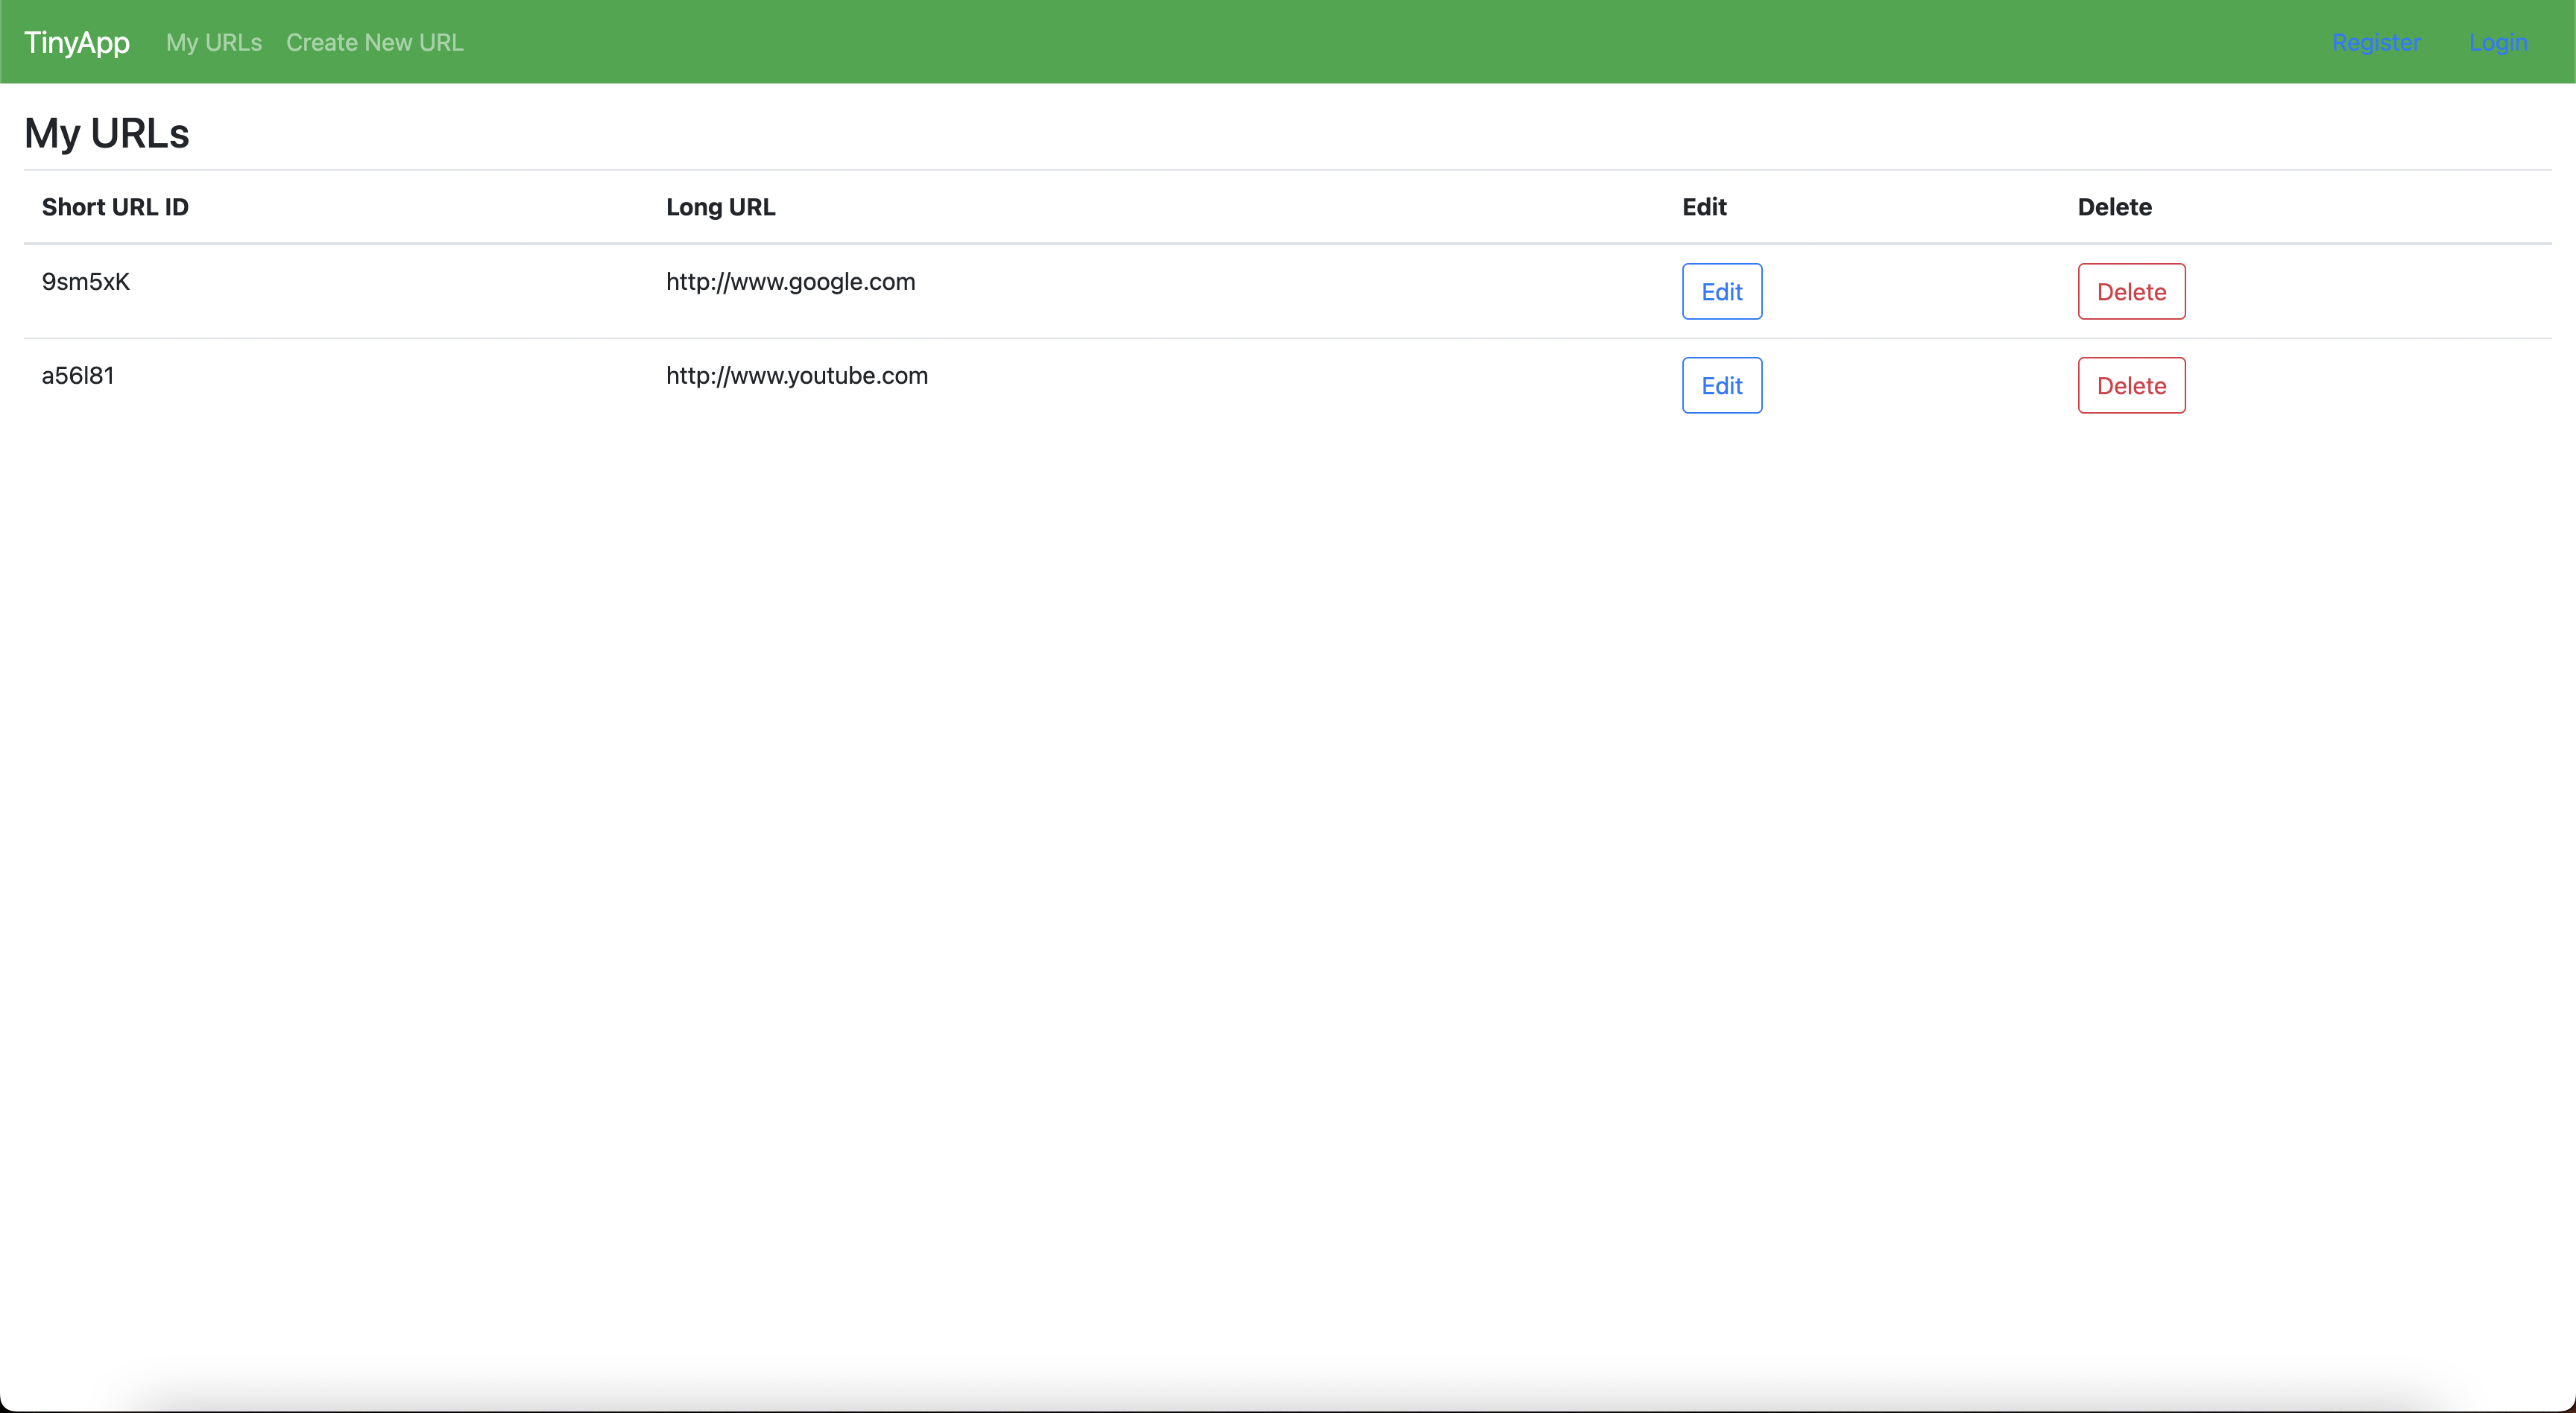 TinyApp My URLs Create New URL Register Login
My URLs
Short URL ID Long URL Edit Delete
9sm5xK http://www.google.com Edit Delete
a56l81 http://www.youtube.com Edit Delete